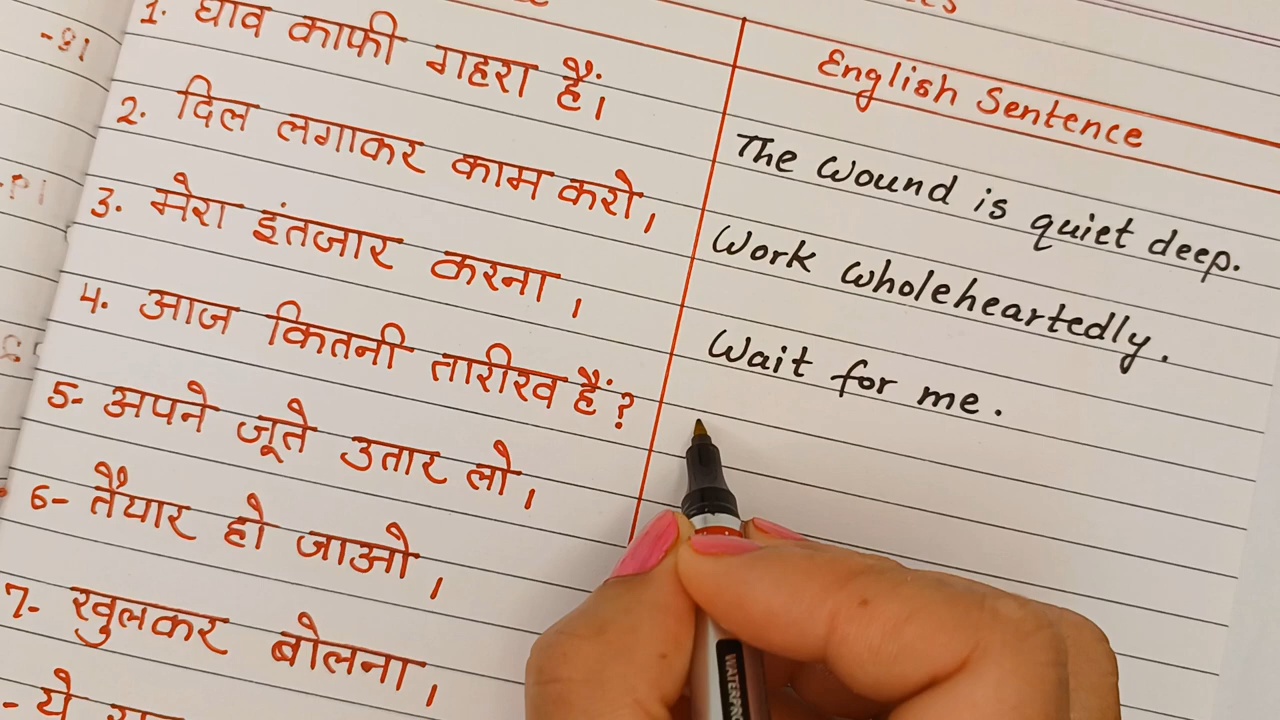 English Sentence
1. घाव काफी गहरा हैं।
The wound is quiet deep.
2. दिल लगाकर काम करो।
Work wholeheartedly.
3. मेरा इंतजार करना।
Wait for me.
4. आज कितनी तारीख हैं?
5- अपने जूते उतार लो।
6- तैयार हो जाओ।
7- खुलकर बोलना।
- ये
WATERPRO